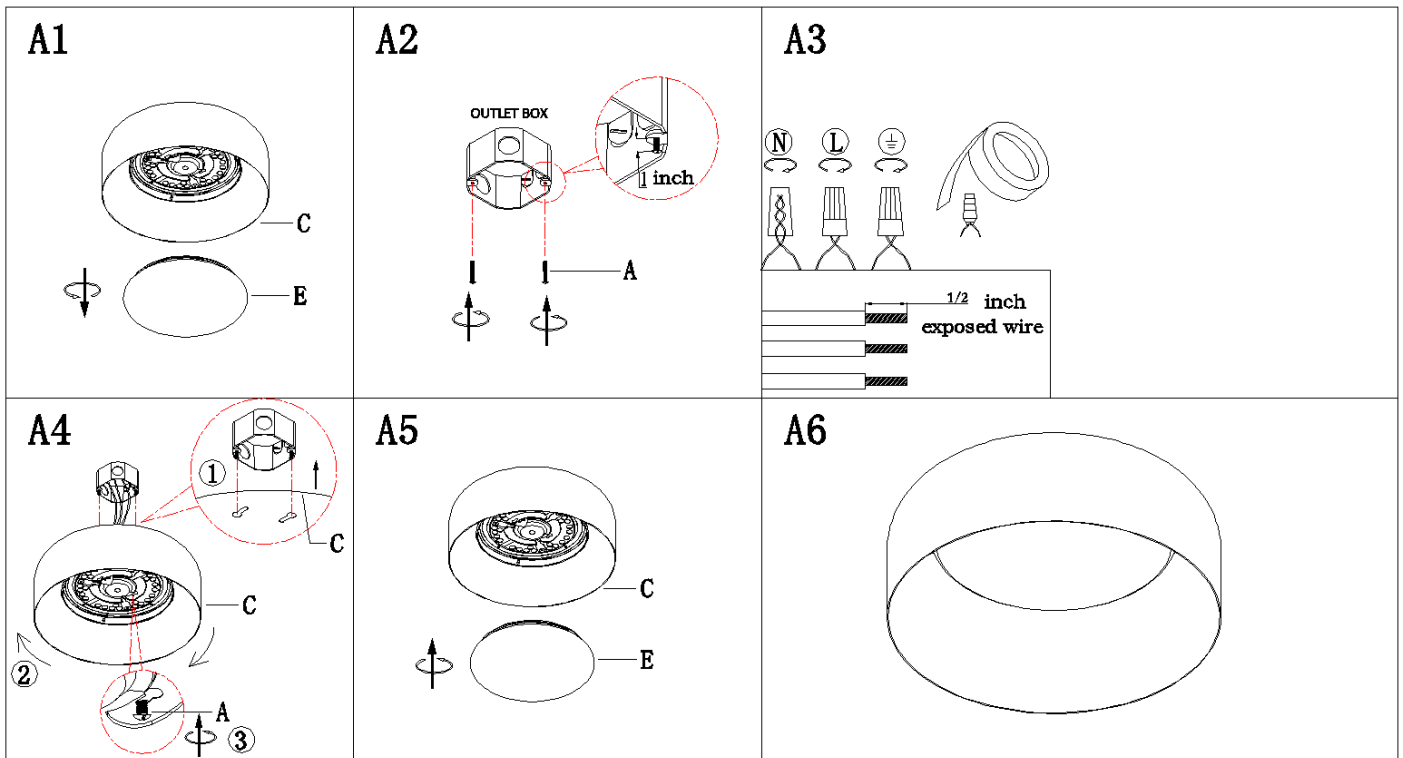 A1
C
E
A2
OUTLET BOX
1 inch
A
A3
N
L
1/2 inch
exposed wire
A4
1
C
C
2
A
3
A5
C
E
A6